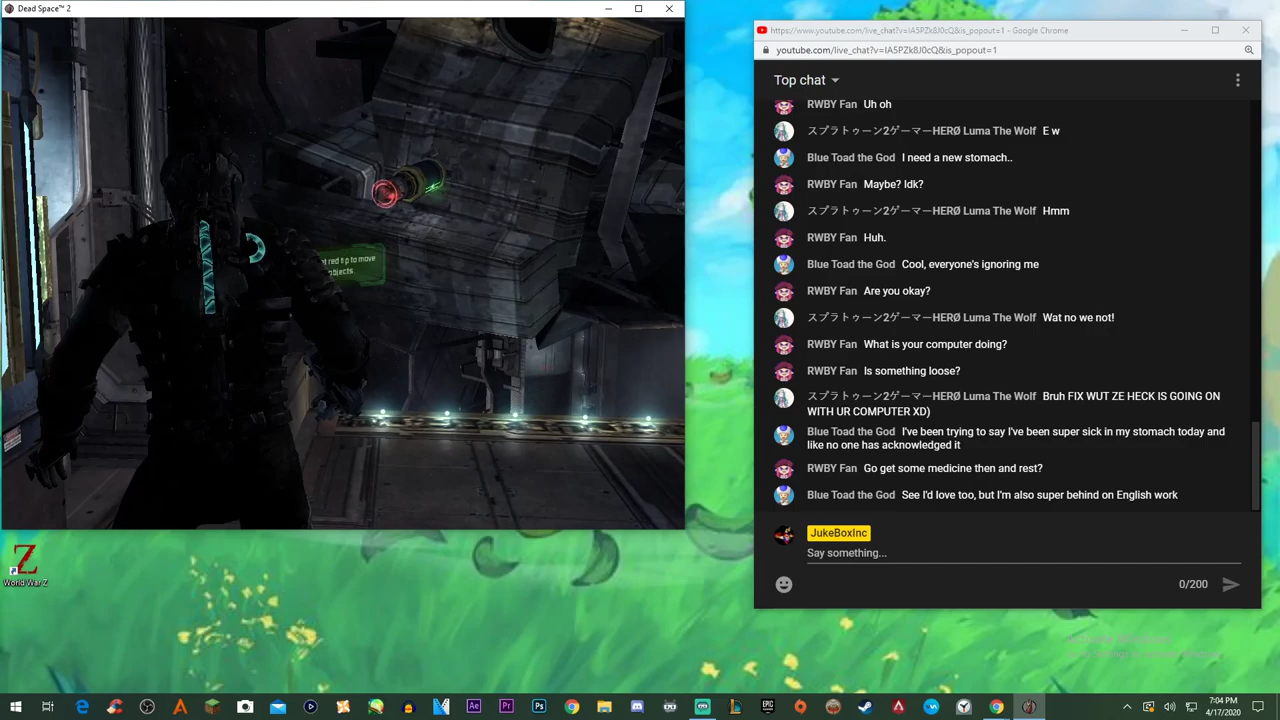 Dead Space™ 2
t red tip to move
objects.
World War Z
https://www.youtube.com/live_chat?v=IA5PZk8J0cQ&is_popout=1 - Google Chrome
youtube.com/live_chat?v=IA5PZk8J0cQ&is_popout=1
Top chat
RWBY Fan Uh oh
スプラトゥーン2ゲーマーHERØ Luma The Wolf E w
Blue Toad the God I need a new stomach..
RWBY Fan Maybe? Idk?
スプラトゥーン2ゲーマーHERØ Luma The Wolf Hmm
RWBY Fan Huh.
Blue Toad the God Cool, everyone's ignoring me
RWBY Fan Are you okay?
スプラトゥーン2ゲーマーHERØ Luma The Wolf Wat no we not!
RWBY Fan What is your computer doing?
RWBY Fan Is something loose?
スプラトゥーン2ゲーマーHERØ Luma The Wolf Bruh FIX WUT ZE HECK IS GOING ON
WITH UR COMPUTER XD)
Blue Toad the God I've been trying to say I've been super sick in my stomach today and
like no one has acknowledged it
RWBY Fan Go get some medicine then and rest?
Blue Toad the God See I'd love too, but I'm also super behind on English work
JukeBoxInc
Say something...
0/200
7:04 PM
4/17/2020